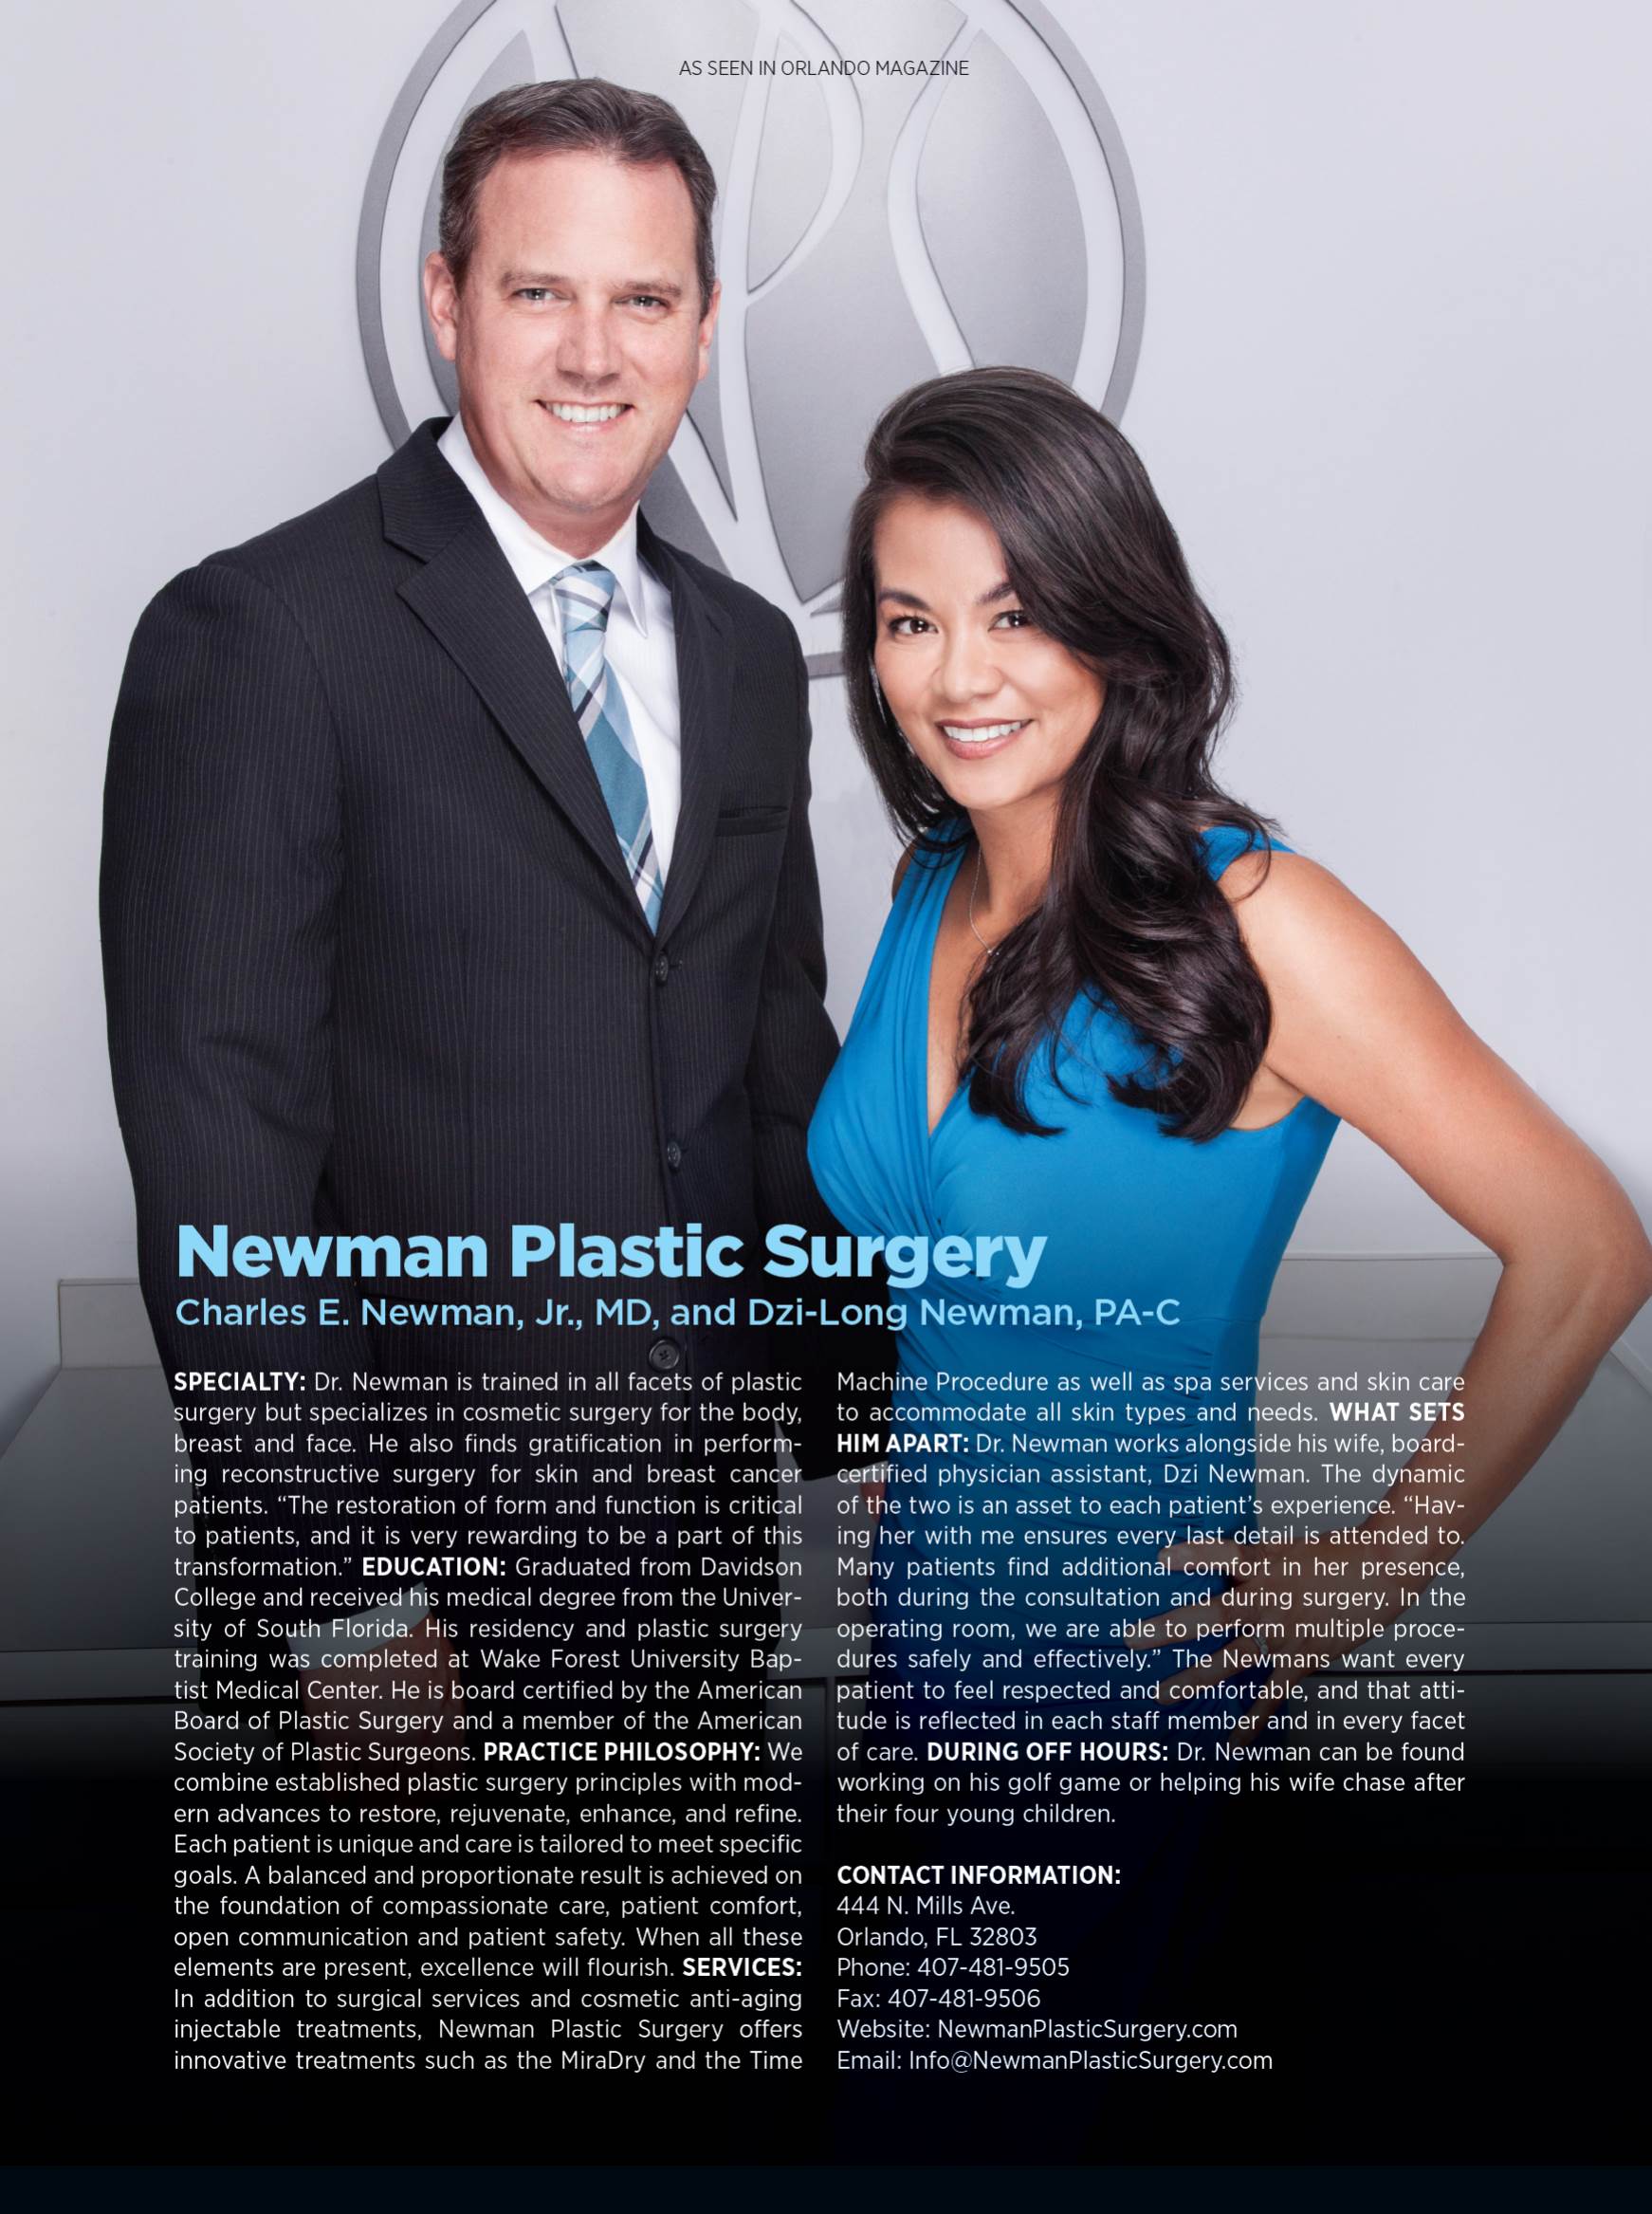 AS SEEN IN ORLANDO MAGAZINE
Newman Plastic Surgery
Charles E. Newman, Jr., MD, and Dzi-Long Newman, PA-C
SPECIALTY: Dr. Newman is trained in all facets of plastic
surgery but specializes in cosmetic surgery for the body,
breast and face. He also finds gratification in perform-
ing reconstructive surgery for skin and breast cancer
patients. “The restoration of form and function is critical
to patients, and it is very rewarding to be a part of this
transformation.” EDUCATION: Graduated from Davidson
College and received his medical degree from the Univer-
sity of South Florida. His residency and plastic surgery
training was completed at Wake Forest University Bap-
tist Medical Center. He is board certified by the American
Board of Plastic Surgery and a member of the American
Society of Plastic Surgeons. PRACTICE PHILOSOPHY: We
combine established plastic surgery principles with mod-
ern advances to restore, rejuvenate, enhance, and refine.
Each patient is unique and care is tailored to meet specific
goals. A balanced and proportionate result is achieved on
the foundation of compassionate care, patient comfort,
open communication and patient safety. When all these
elements are present, excellence will flourish. SERVICES:
In addition to surgical services and cosmetic anti-aging
injectable treatments, Newman Plastic Surgery offers
innovative treatments such as the MiraDry and the Time
Machine Procedure as well as spa services and skin care
to accommodate all skin types and needs. WHAT SETS
HIM APART: Dr. Newman works alongside his wife, board-
certified physician assistant, Dzi Newman. The dynamic
of the two is an asset to each patient’s experience. “Hav-
ing her with me ensures every last detail is attended to.
Many patients find additional comfort in her presence,
both during the consultation and during surgery. In the
operating room, we are able to perform multiple proce-
dures safely and effectively.” The Newmans want every
patient to feel respected and comfortable, and that atti-
tude is reflected in each staff member and in every facet
of care. DURING OFF HOURS: Dr. Newman can be found
working on his golf game or helping his wife chase after
their four young children.
CONTACT INFORMATION:
444 N. Mills Ave.
Orlando, FL 32803
Phone: 407-481-9505
Fax: 407-481-9506
Website: NewmanPlasticSurgery.com
Email: Info@NewmanPlasticSurgery.com